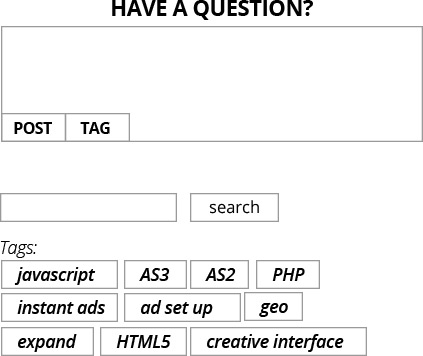 HAVE A QUESTION?
POST TAG
search
Tags:
javascript AS3 AS2 PHP
instant ads ad set up geo
expand HTML5 creative interface